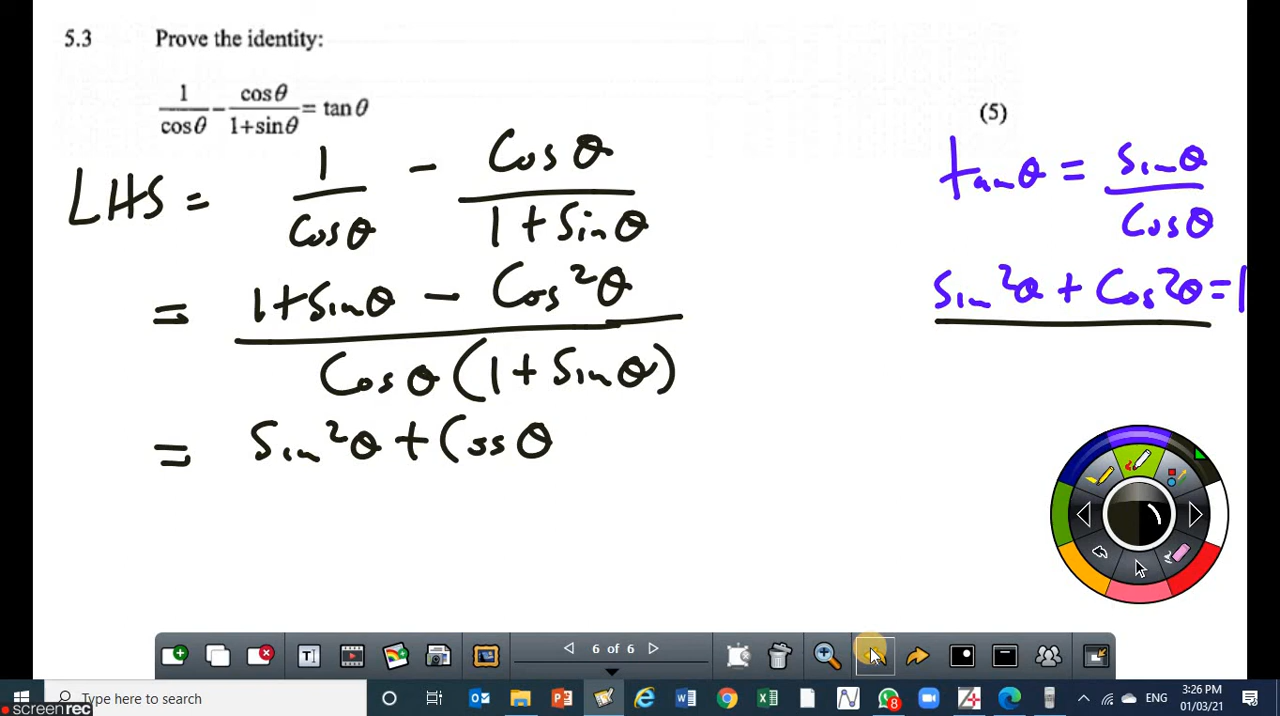 5.3 Prove the identity:
1/cosθ − cosθ/1+sinθ = tan θ
(5)
LHS = 1/cosθ − Cosθ/1+Sinθ
tanθ = Sinθ/Cosθ
= 1+Sinθ − Cos²θ/Cosθ(1+Sinθ)
Sin²θ + Cos²θ=1
= Sin²θ + Cosθ
6 of 6
Type here to search
8
ENG
3:26 PM
01/03/21
screenrec